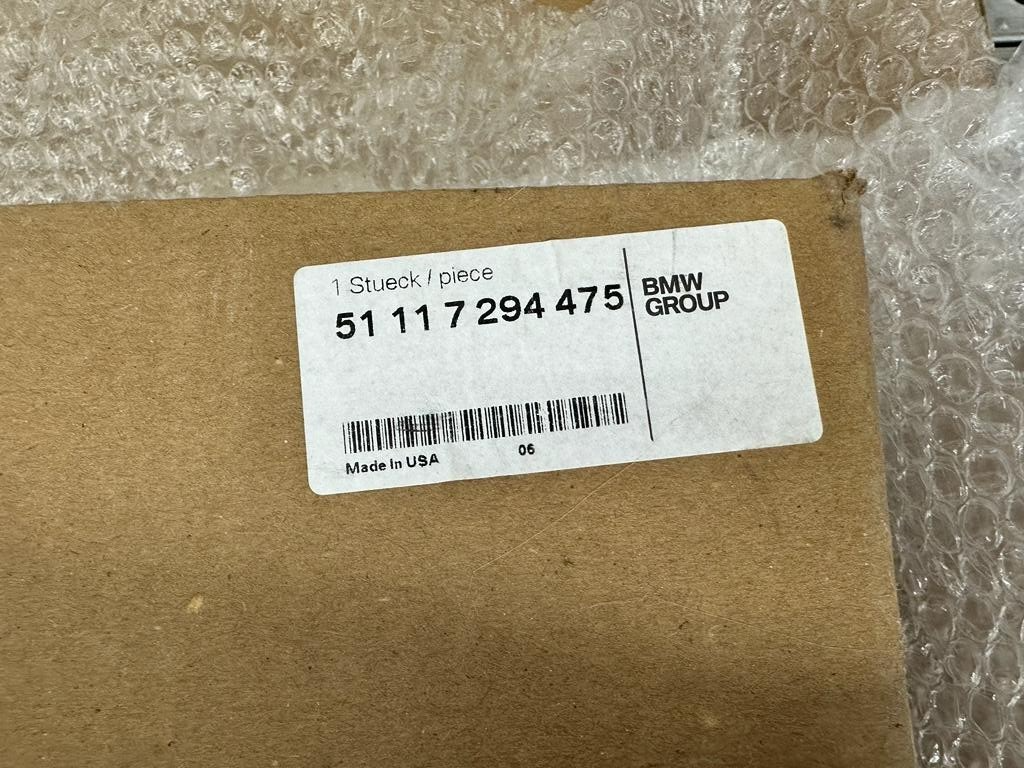 1 Stueck / piece
51 11 7 294 475
BMW
GROUP
Made in USA
06